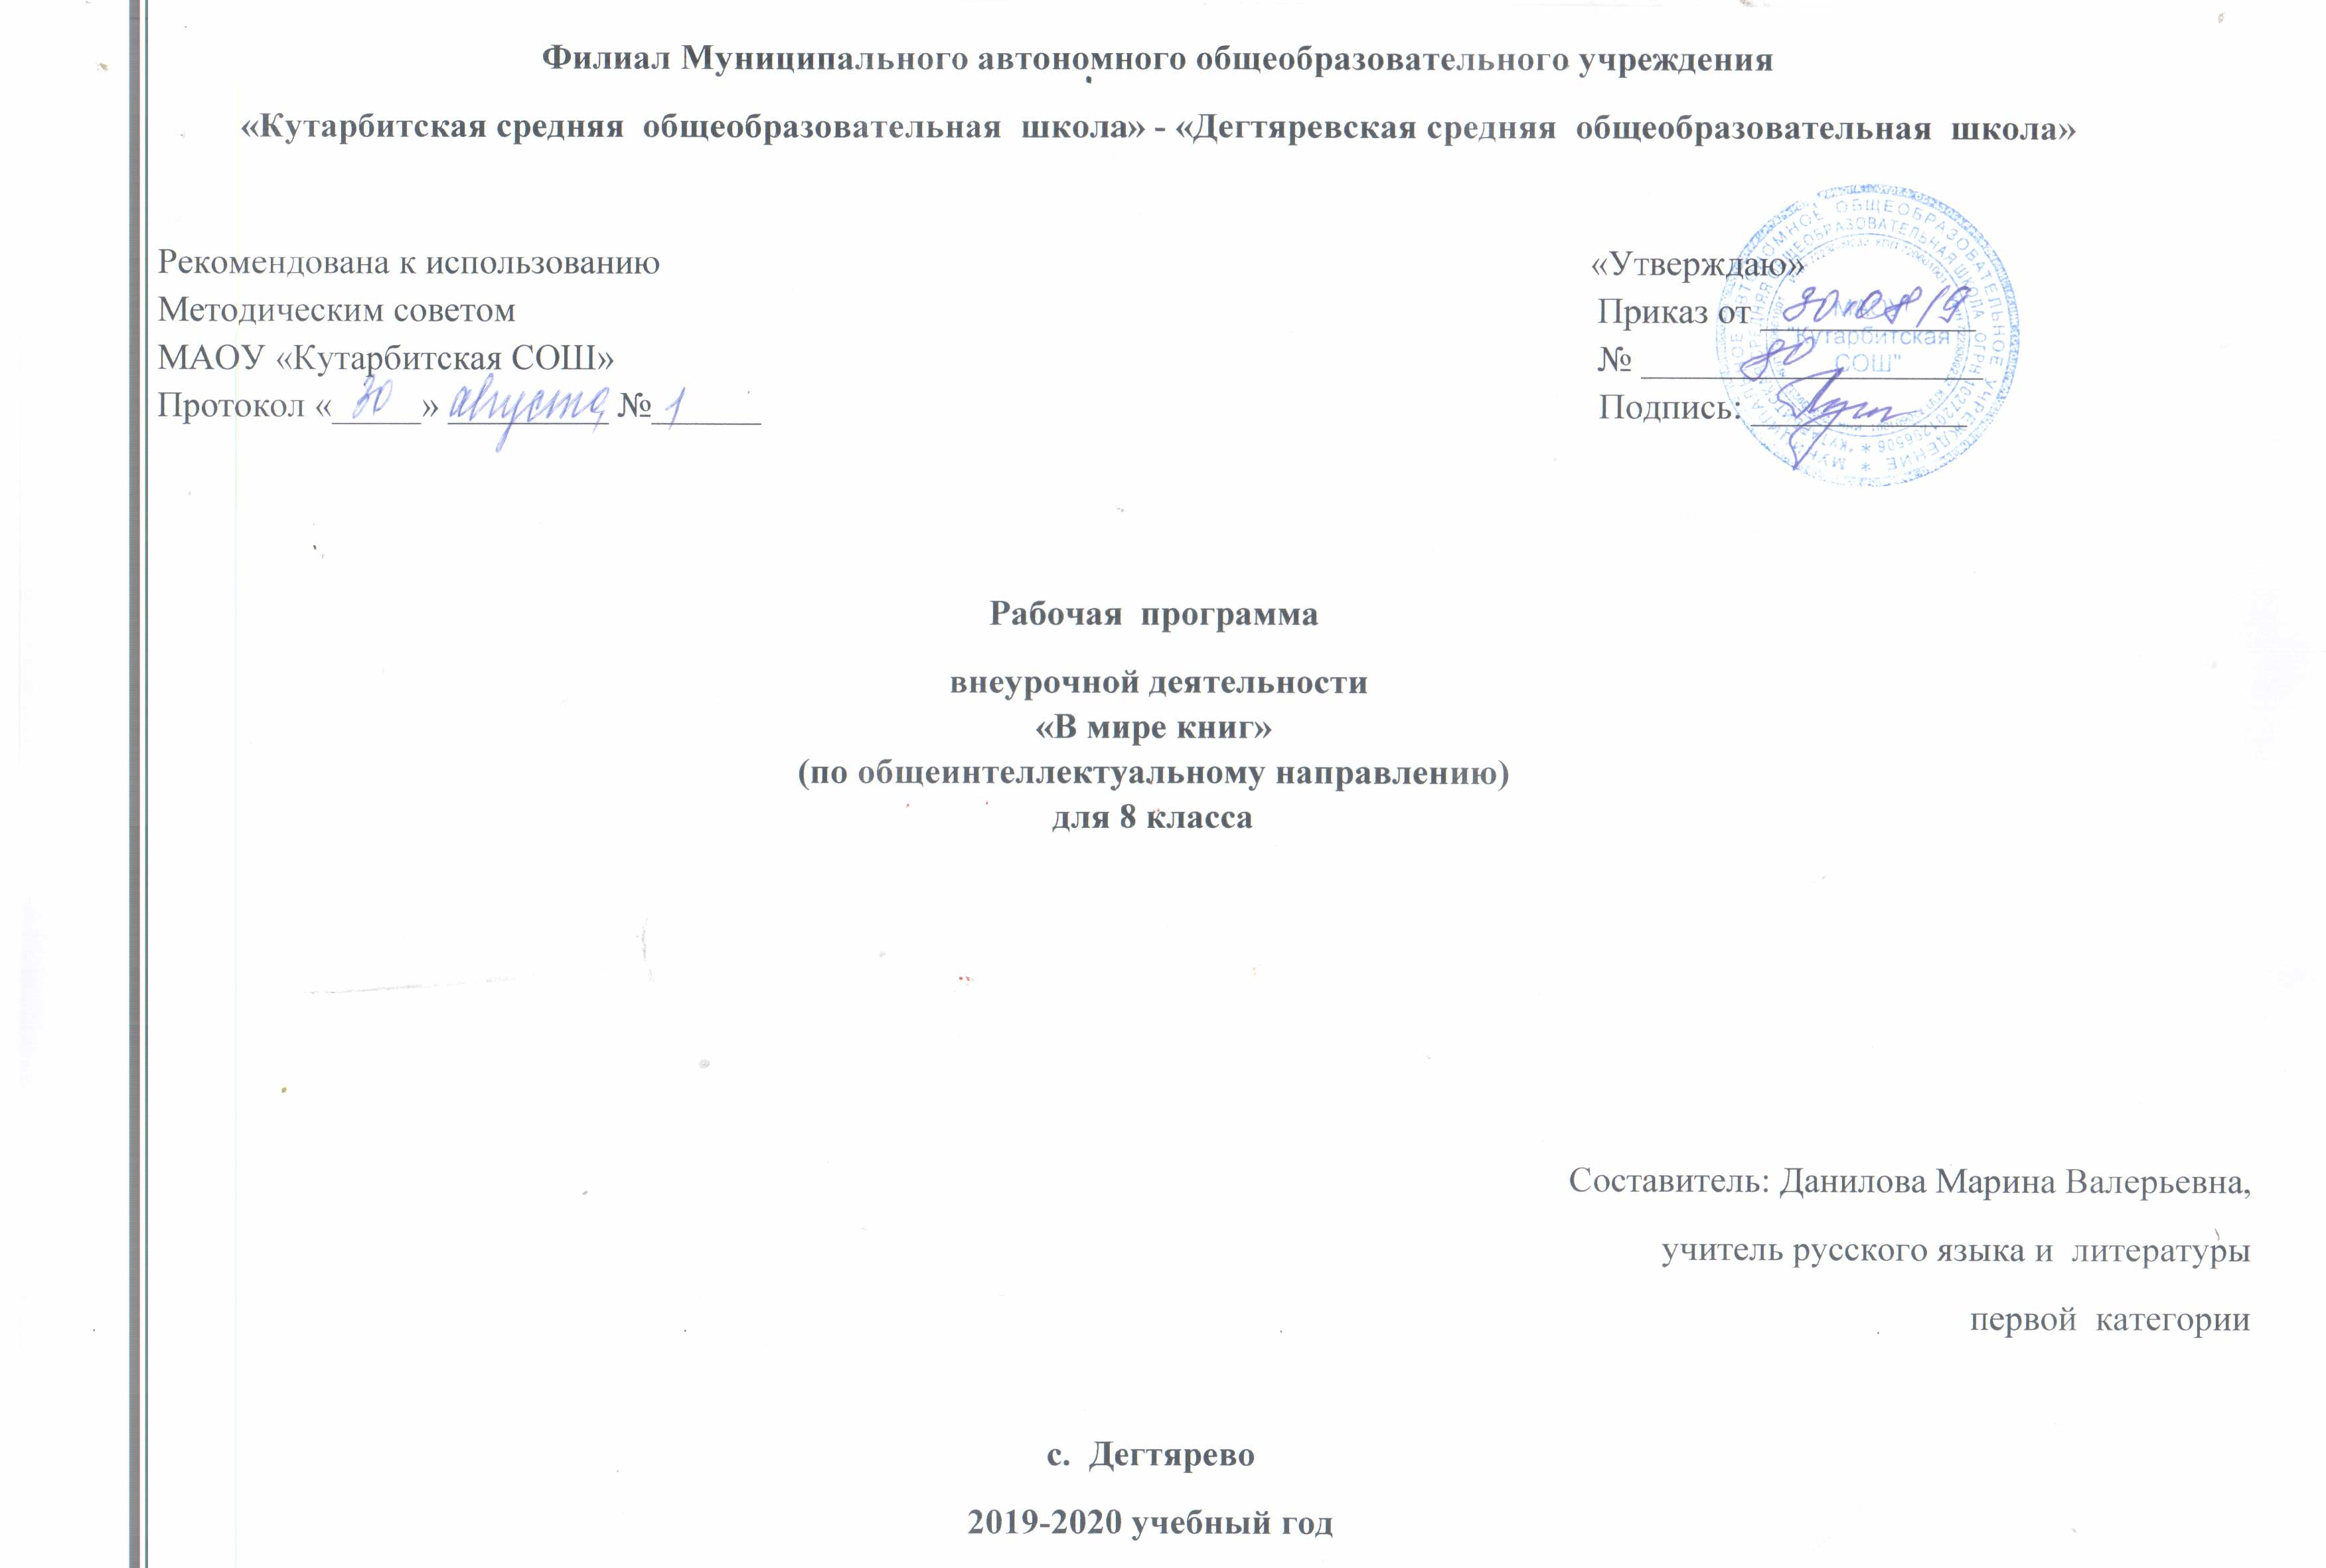 Филиал Муниципального автономного общеобразовательного учреждения
«Кутарбитская средняя общеобразовательная школа» - «Дегтяревская средняя общеобразовательная школа»
Рекомендована к использованию
Методическим советом
МАОУ «Кутарбитская СОШ»
Протокол «30» августа №1
«Утверждаю»
Приказ от 30.08 19
№ 80
Подпись:
"Кутарбитская
СОШ"
Рабочая программа
внеурочной деятельности
«В мире книг»
(по общеинтеллектуальному направлению)
для 8 класса
Составитель: Данилова Марина Валерьевна,
учитель русского языка и литературы
первой категории
с. Дегтярево
2019-2020 учебный год